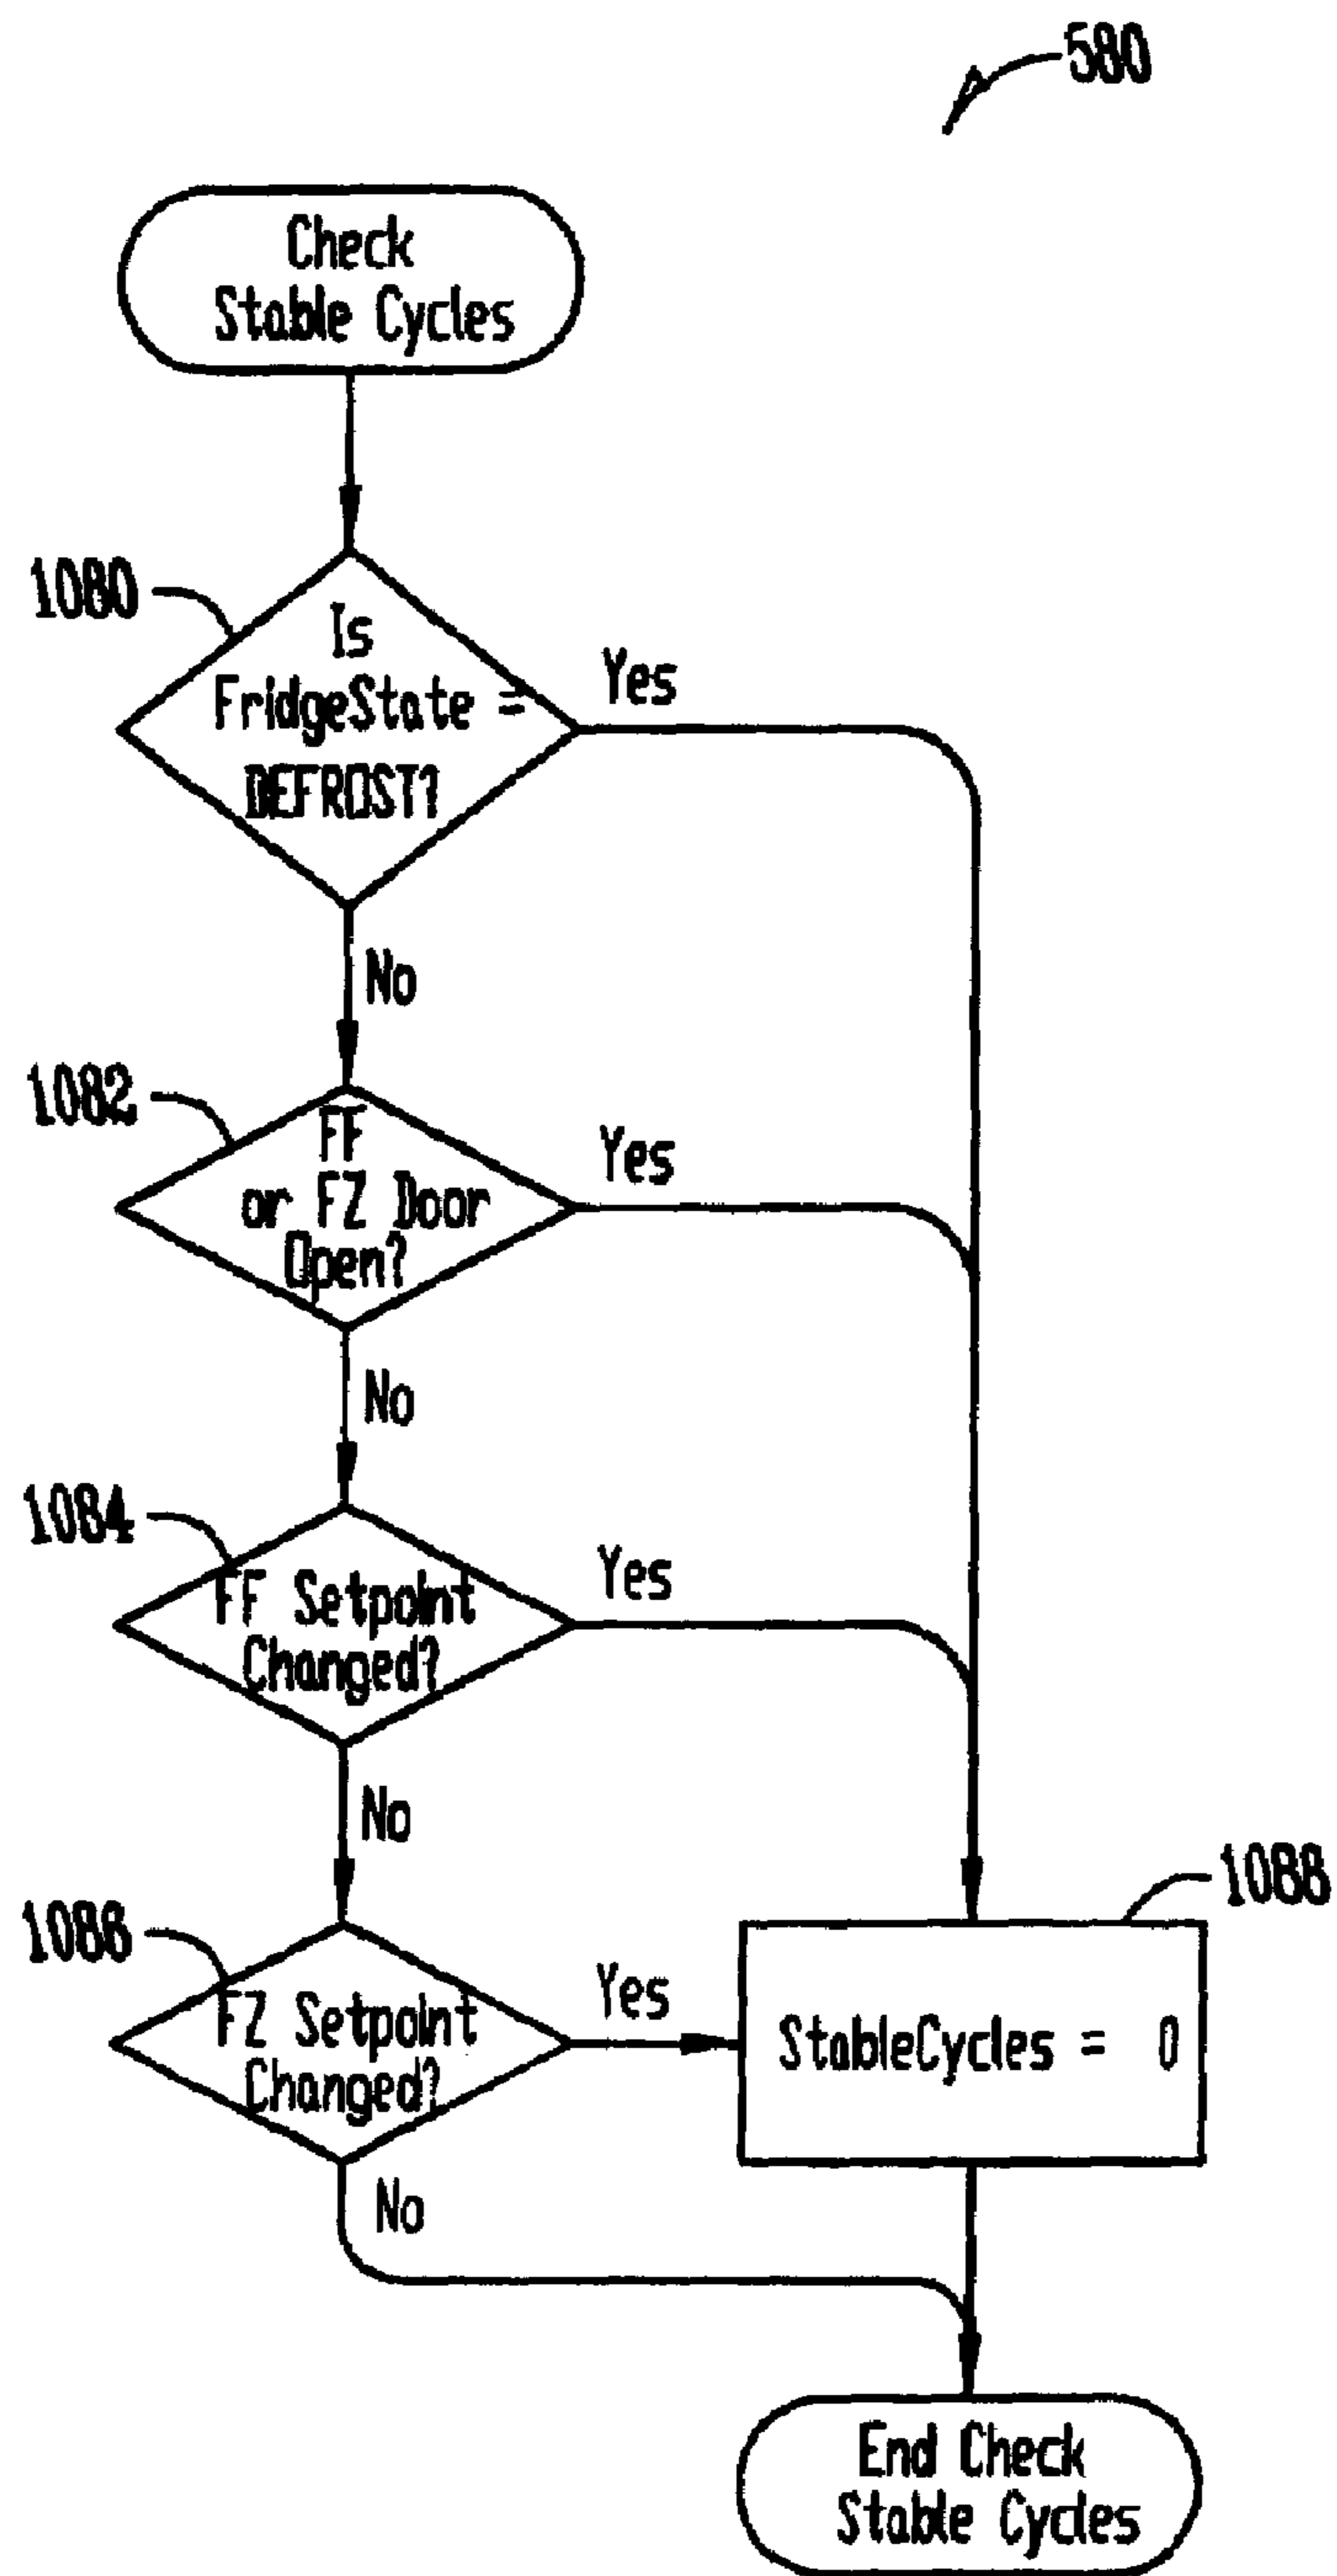 580
Check
Stable Cycles
1080
Is
FridgeState =
DEFROST?
Yes
No
1082
FF
or FZ Door
Open?
Yes
No
1084
FF Setpoint
Changed?
Yes
No
1086
FZ Setpoint
Changed?
Yes
1088
StableCycles = 0
No
End Check
Stable Cycles